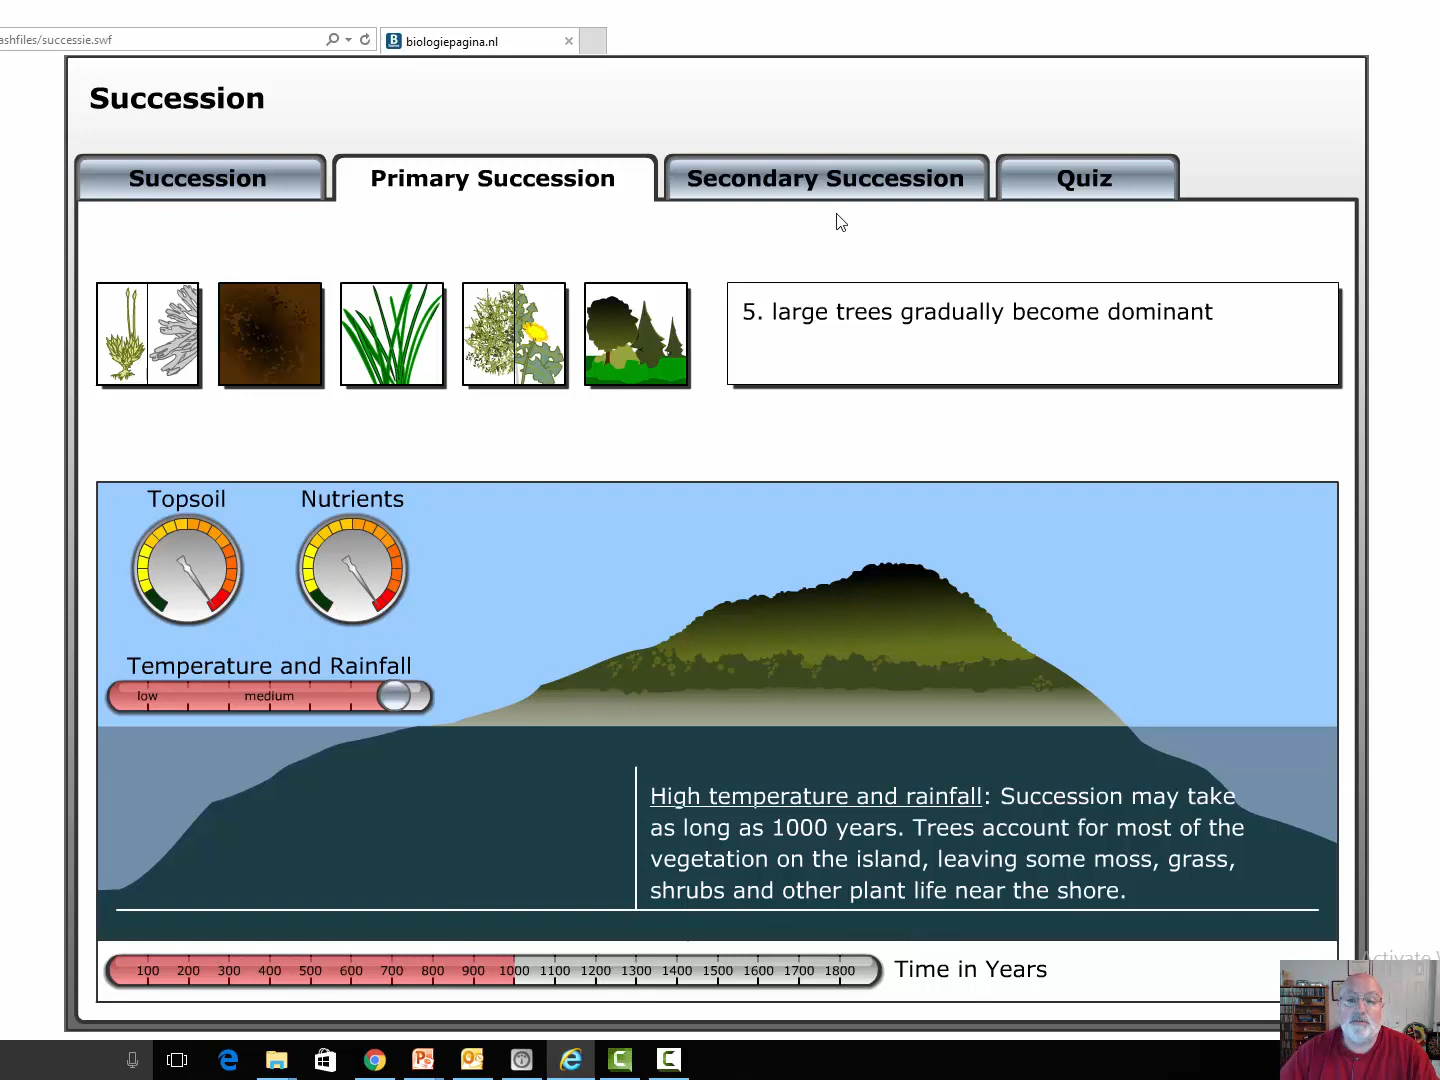 ashfiles/successie.swf
biologiepagina.nl
Succession
Succession
Primary Succession
Secondary Succession
Quiz
5. large trees gradually become dominant
Topsoil
Nutrients
Temperature and Rainfall
low
medium
High temperature and rainfall: Succession may take
as long as 1000 years. Trees account for most of the
vegetation on the island, leaving some moss, grass,
shrubs and other plant life near the shore.
100 200 300 400 500 600 700 800 900 1000 1100 1200 1300 1400 1500 1600 1700 1800
Time in Years